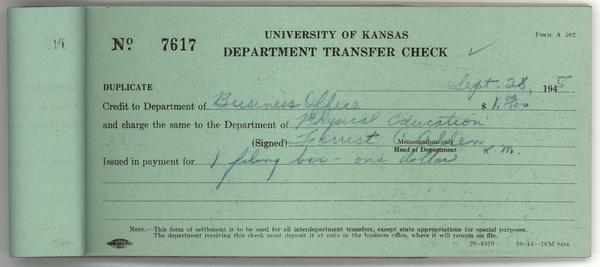 UNIVERSITY OF KANSAS FORM A 502
No 7617 DEPARTMENT TRANSFER CHECK
DUPLICATE Sept. 28, 1945
Credit to Department of Business Office $ 1.00/100
and charge the same to the Department of Physical Education
(Signed) Forrest C. Allen
Memorandum only
Head of Department L.M.
Issued in payment for 1 filing box - one dollar
NOTE.—This form of settlement is to be used for all interdepartment transfers, except state appropriations for special purposes.
The department receiving this check must deposit it at once in the business office, where it will remain on file.
20-4529 10-44—10M Sets